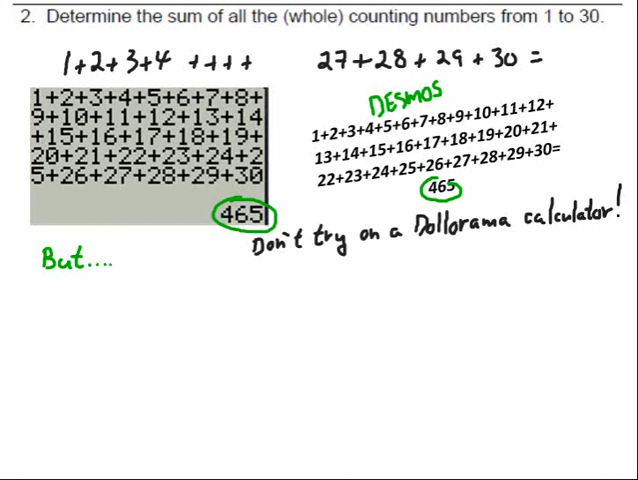 2. Determine the sum of all the (whole) counting numbers from 1 to 30.
1+2+3+4 ++++ 27+28+29+30=
1+2+3+4+5+6+7+8+
9+10+11+12+13+14
+15+16+17+18+19+
20+21+22+23+24+2
5+26+27+28+29+30
465
DESMOS
1+2+3+4+5+6+7+8+9+10+11+12+
13+14+15+16+17+18+19+20+21+
22+23+24+25+26+27+28+29+30=
465
Don't try on a Dollorama calculator!
But....